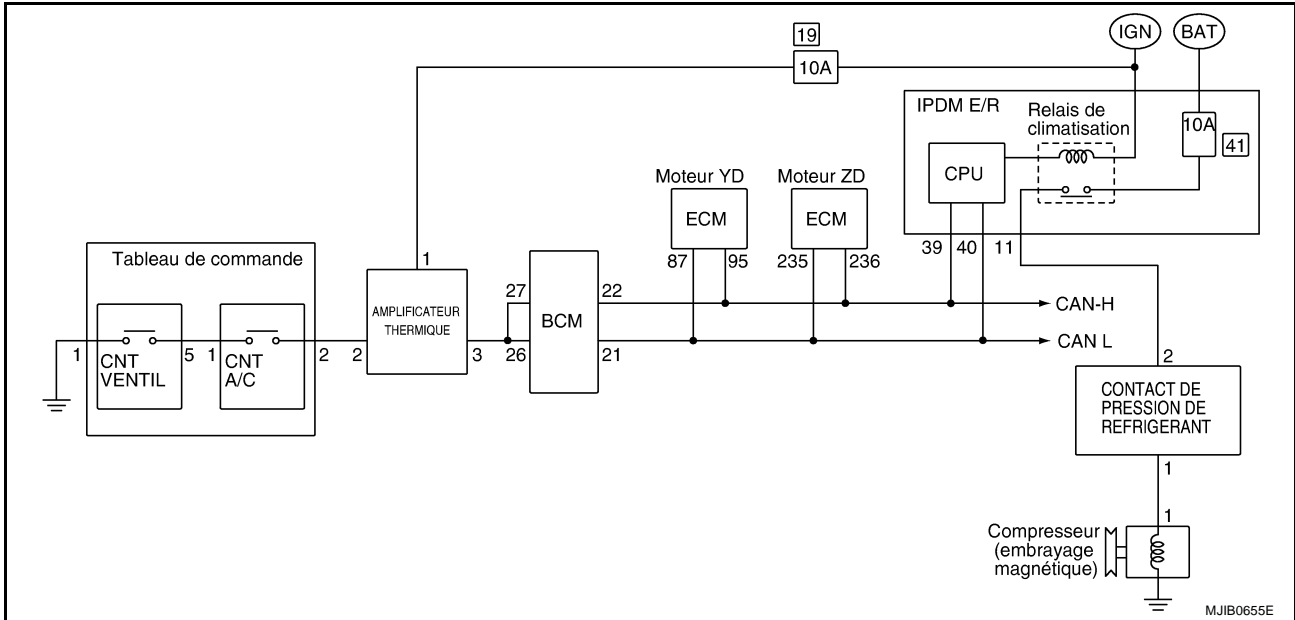 19
10A
IGN
BAT
IPDM E/R
Relais de
climatisation
10A
41
CPU
Moteur YD
Moteur ZD
ECM
ECM
39
40
11
87
95
235
236
Tableau de commande
1
AMPLIFICATEUR
THERMIQUE
27
22
CAN-H
BCM
1
CNT
VENTIL
5
1
CNT
A/C
2
2
3
26
21
CAN L
2
CONTACT DE
PRESSION DE
REFRIGERANT
1
1
Compresseur
(embrayage
magnétique)
MJIB0655E